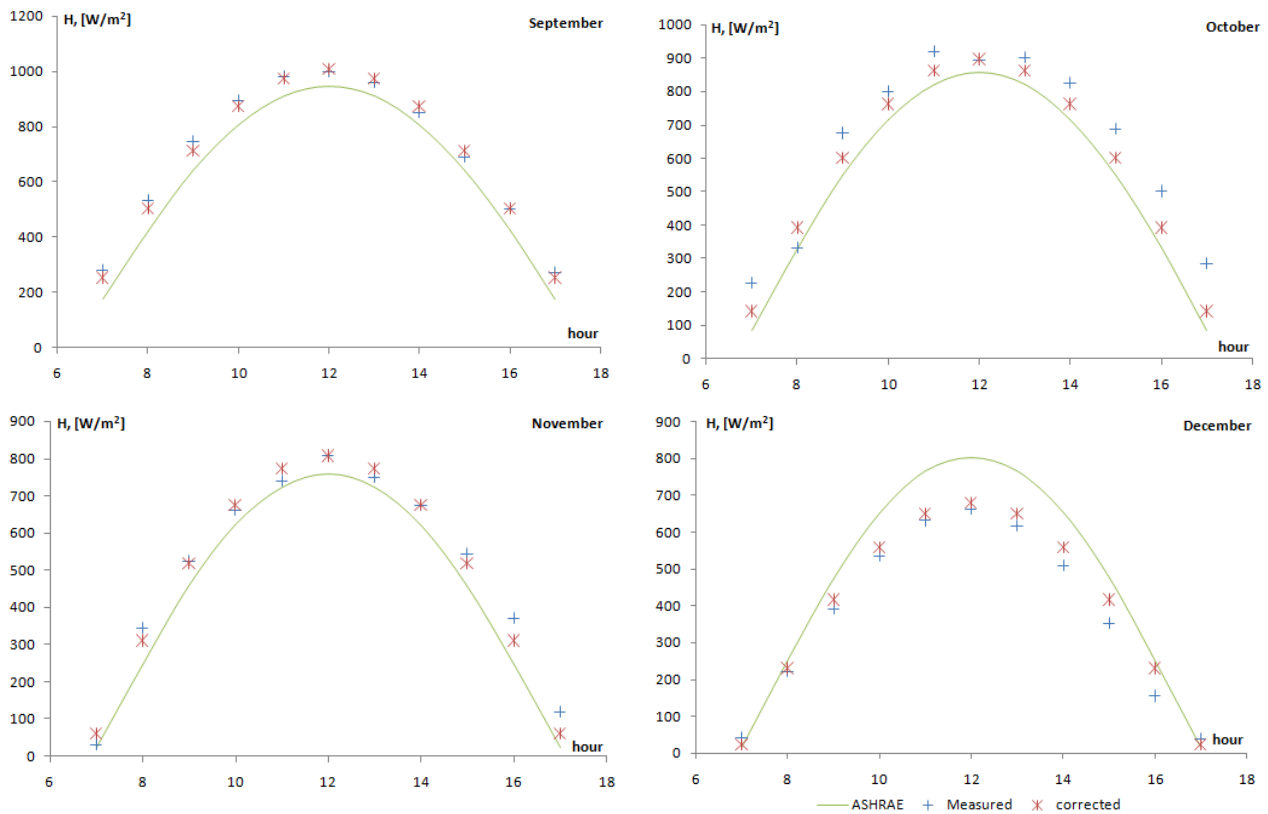 H, [W/m²] September
1200
1000
800
600
400
200
0
hour
6 8 10 12 14 16 18
H, [W/m²] October
1000
900
800
700
600
500
400
300
200
100
0
hour
6 8 10 12 14 16 18
H, [W/m²] November
900
800
700
600
500
400
300
200
100
0
hour
6 8 10 12 14 16 18
H, [W/m²] December
900
800
700
600
500
400
300
200
100
0
hour
6 8 10 12 14 16 18
ASHRAE Measured corrected